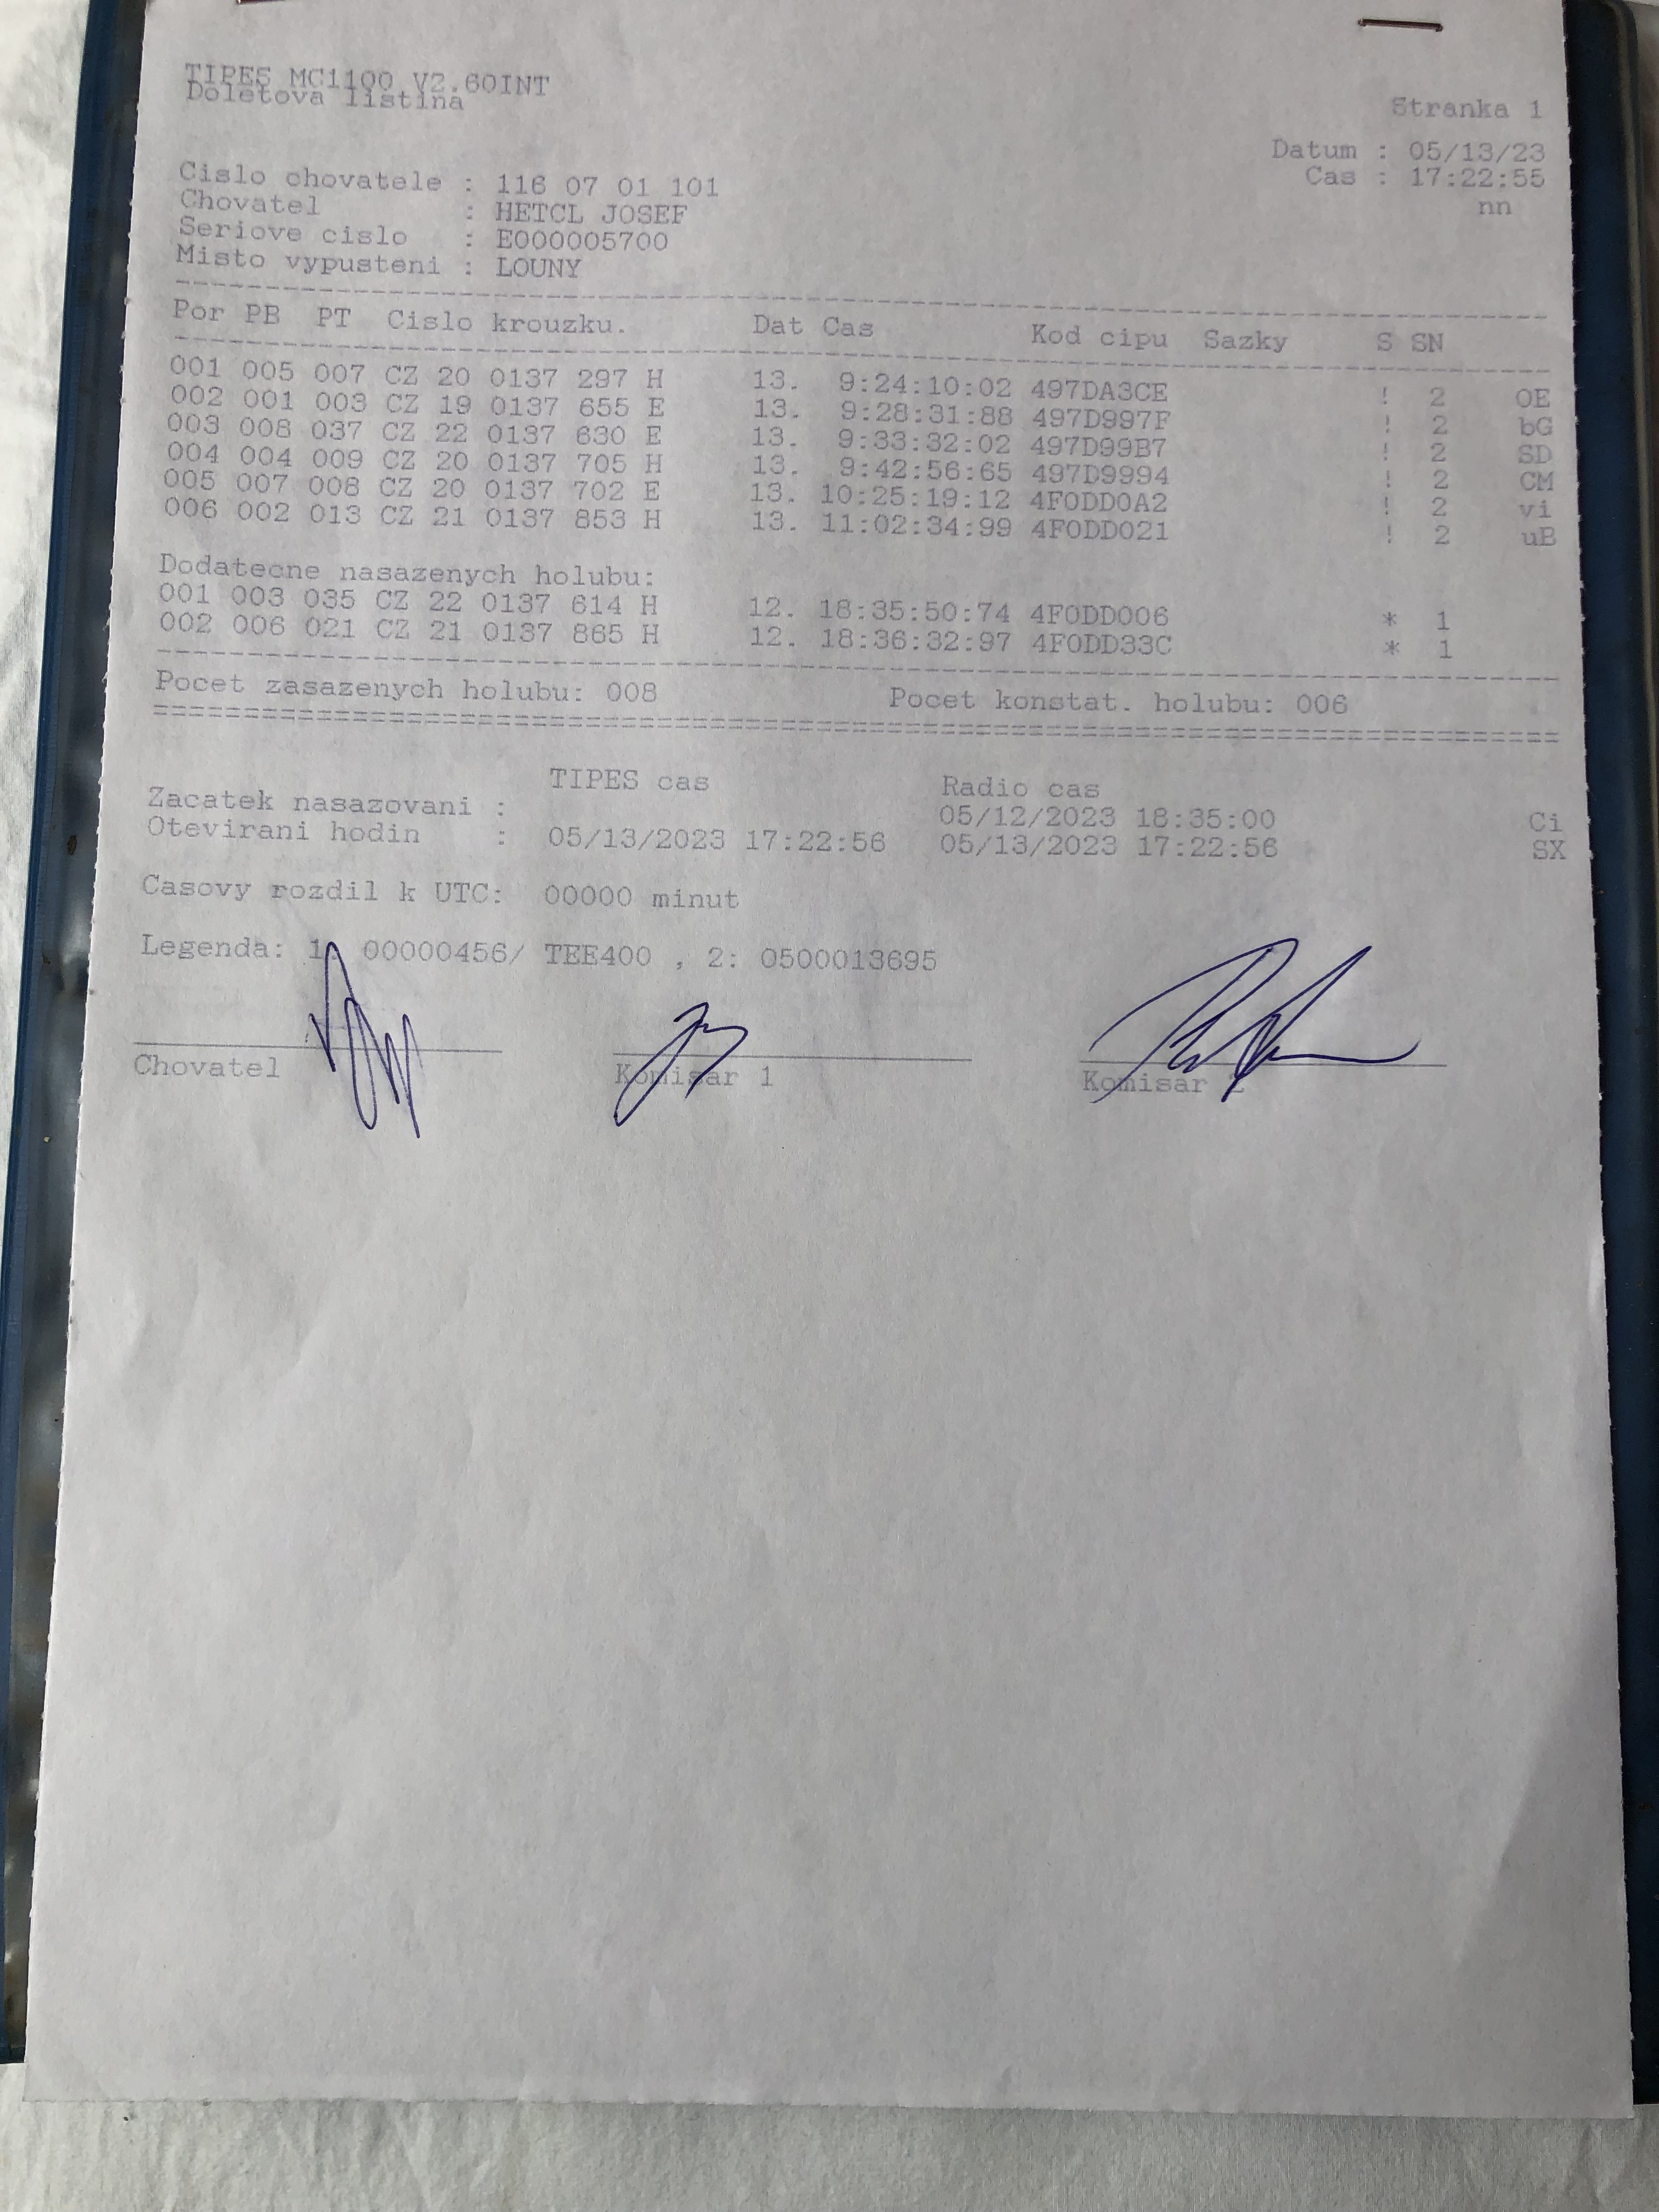 TIPES MC1100 V2.60INT
Doletova listina
Stranka 1
Datum : 05/13/23
Cas : 17:22:55
nn
Cislo chovatele : 116 07 01 101
Chovatel : HETCL JOSEF
Seriove cislo : E000005700
Misto vypusteni : LOUNY
Por PB PT Cislo krouzku. Dat Cas Kod cipu Sazky S SN
001 005 007 CZ 20 0137 297 H 13. 9:24:10:02 497DA3CE ! 2 OE
002 001 003 CZ 19 0137 655 E 13. 9:28:31:88 497D997F ! 2 bG
003 008 037 CZ 22 0137 630 E 13. 9:33:32:02 497D99B7 ! 2 SD
004 004 009 CZ 20 0137 705 H 13. 9:42:56:65 497D9994 ! 2 CM
005 007 008 CZ 20 0137 702 E 13. 10:25:19:12 4F0DD0A2 ! 2 vi
006 002 013 CZ 21 0137 853 H 13. 11:02:34:99 4F0DD021 ! 2 uB
Dodatecne nasazenych holubu:
001 003 035 CZ 22 0137 614 H 12. 18:35:50:74 4F0DD006 * 1
002 006 021 CZ 21 0137 865 H 12. 18:36:32:97 4F0DD33C * 1
Pocet zasazenych holubu: 008 Pocet konstat. holubu: 006
TIPES cas Radio cas
Zacatek nasazovani : 05/12/2023 18:35:00 Ci
Otevirani hodin : 05/13/2023 17:22:56 05/13/2023 17:22:56 SX
Casovy rozdil k UTC: 00000 minut
Legenda: 1: 00000456/ TEE400 , 2: 0500013695
Chovatel Komisar 1 Komisar 2